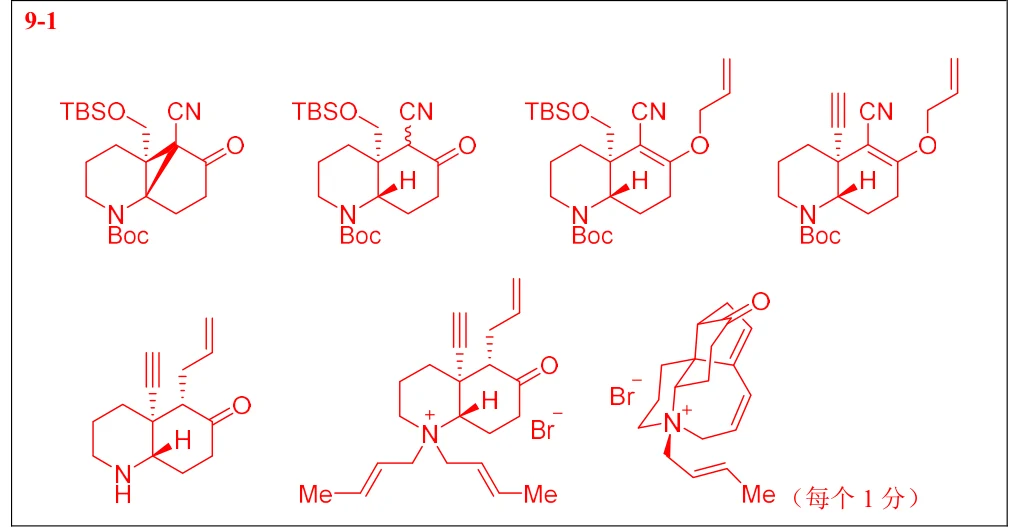 9-1
TBSO CN O N Boc
TBSO CN O H N Boc
TBSO CN O H N Boc
CN O H N Boc
O H N H
O H N + Br − Me Me
O Br − N + Me （每个 1 分）